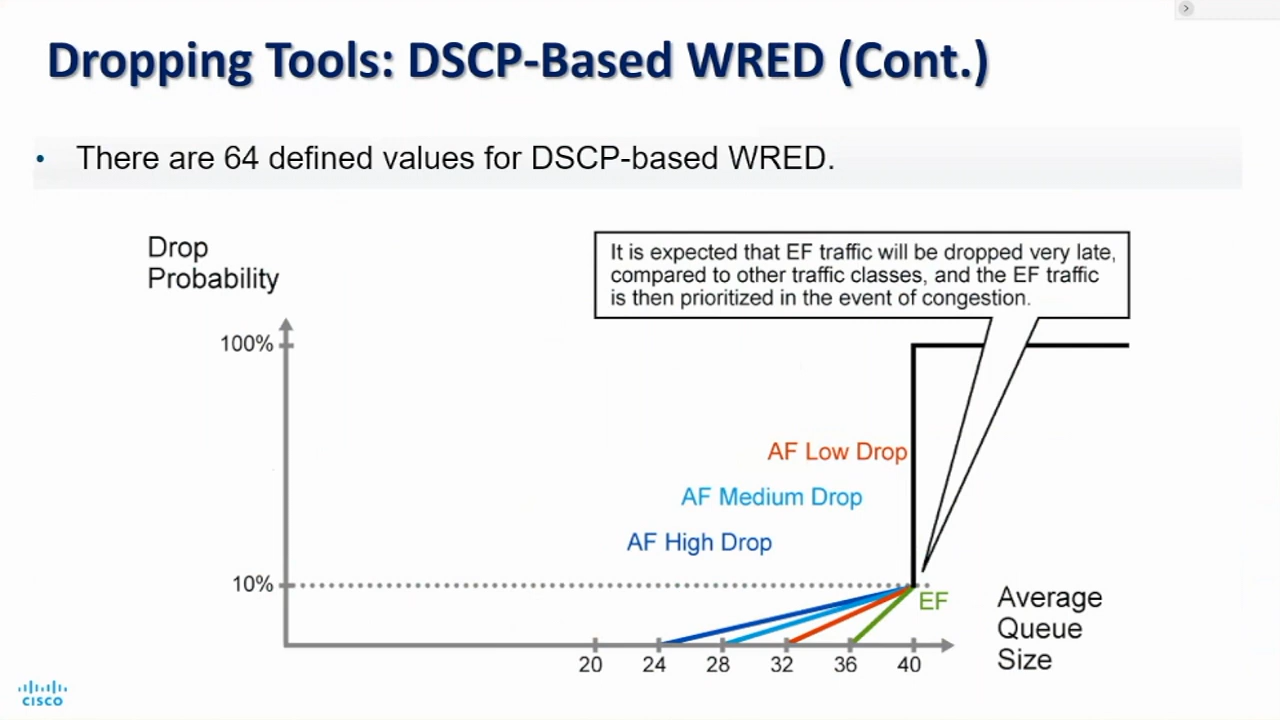 Dropping Tools: DSCP-Based WRED (Cont.)
• There are 64 defined values for DSCP-based WRED.
Drop
Probability
It is expected that EF traffic will be dropped very late,
compared to other traffic classes, and the EF traffic
is then prioritized in the event of congestion.
100%
AF Low Drop
AF Medium Drop
AF High Drop
10%
EF
Average
Queue
Size
20 24 28 32 36 40
CISCO